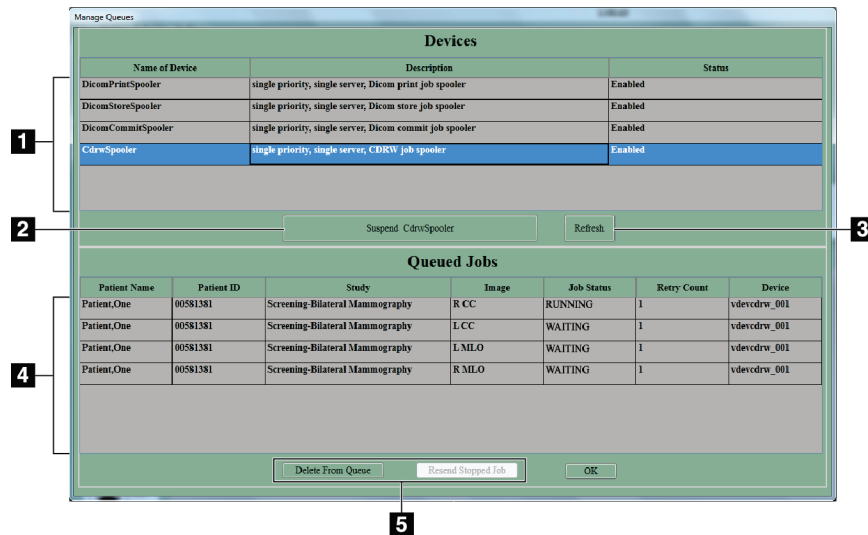 Manage Queues
Devices
Name of Device Description Status
DicomPrintSpooler single priority, single server, Dicom print job spooler Enabled
DicomStoreSpooler single priority, single server, Dicom store job spooler Enabled
DicomCommitSpooler single priority, single server, Dicom commit job spooler Enabled
1
CdrwSpooler single priority, single server, CDRW job spooler Enabled
2 Suspend CdrwSpooler Refresh 3
Queued Jobs
Patient Name Patient ID Study Image Job Status Retry Count Device
Patient,One 00581381 Screening-Bilateral Mammography R CC RUNNING 1 vdevcdrw_001
Patient,One 00581381 Screening-Bilateral Mammography L CC WAITING 1 vdevcdrw_001
Patient,One 00581381 Screening-Bilateral Mammography L MLO WAITING 1 vdevcdrw_001
4 Patient,One 00581381 Screening-Bilateral Mammography R MLO WAITING 1 vdevcdrw_001
Delete From Queue Resend Stopped Job OK
5